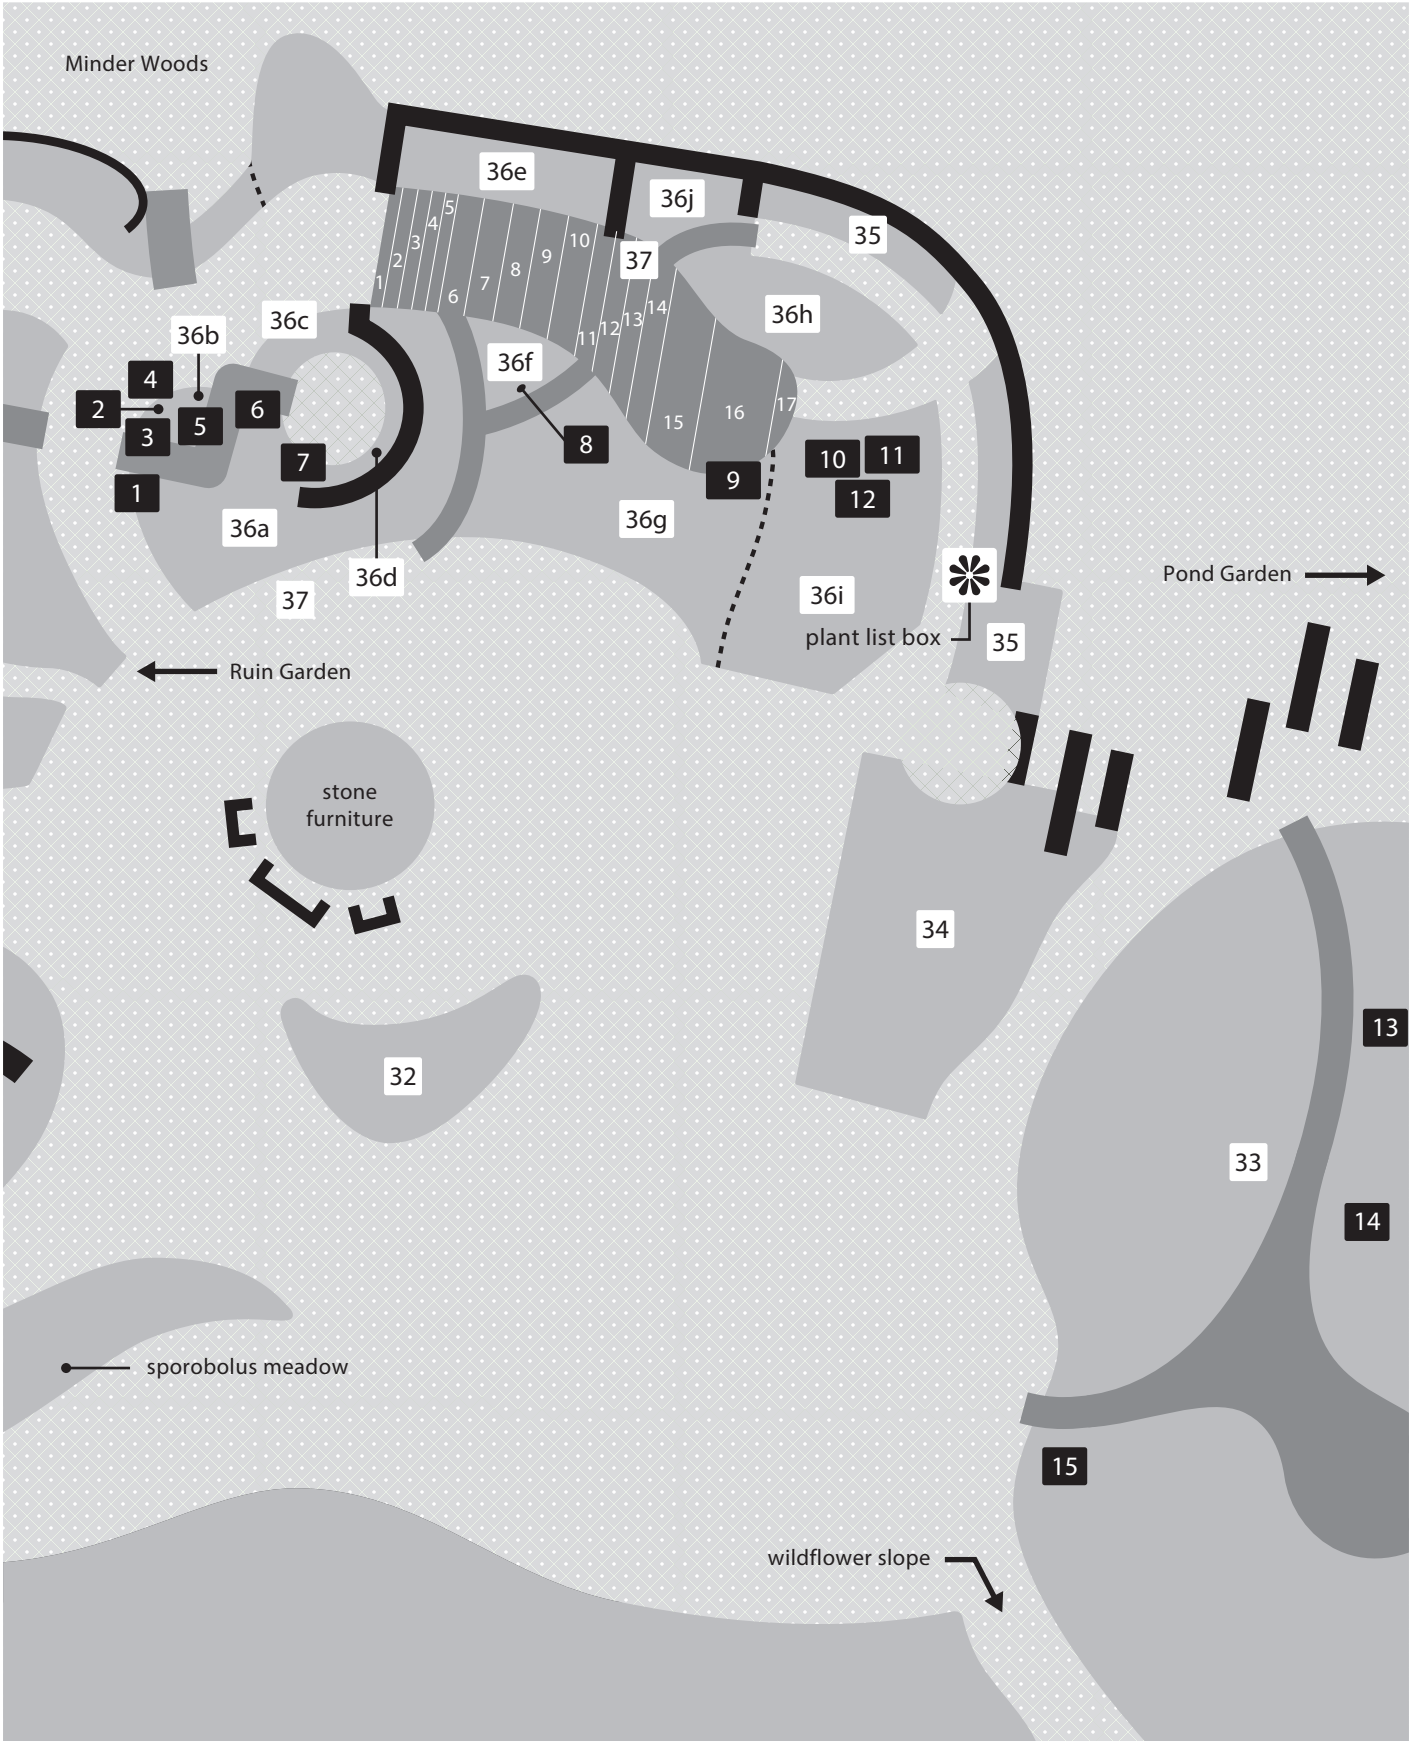 Minder Woods
36e
36j
35
5
4
3
2
1
10
9
8
7
6
37
14
13
12
11
36h
36c
36b
36f
4
2
6
3
5
8
7
1
15
16
17
9
10
11
12
36a
36g
36d
37
36i
Pond Garden
plant list box
35
Ruin Garden
stone
furniture
34
13
32
33
14
sporobolus meadow
15
wildflower slope